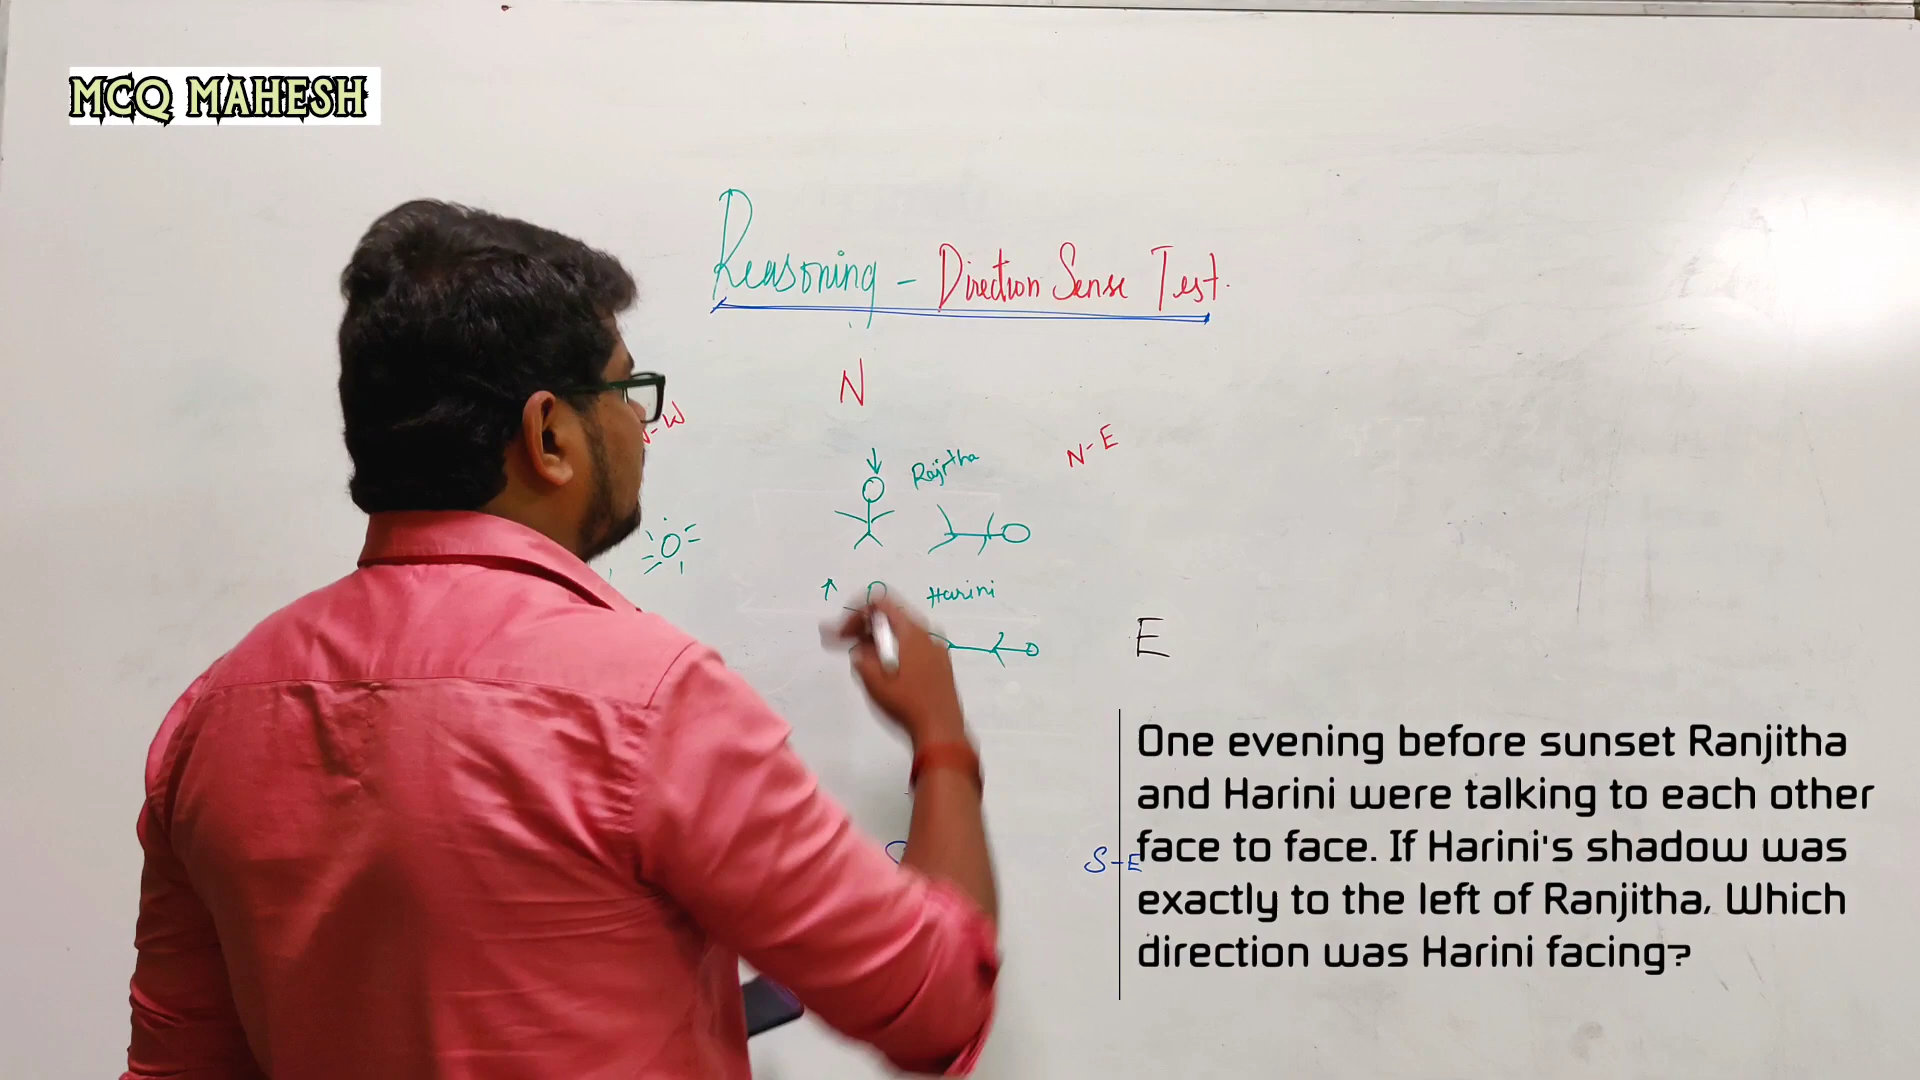 MCQ MAHESH
Reasoning - Direction Sense Test.
N
N-E
Rajitha
Harini
E
S-E
One evening before sunset Ranjitha
and Harini were talking to each other
face to face. If Harini's shadow was
exactly to the left of Ranjitha, Which
direction was Harini facing?